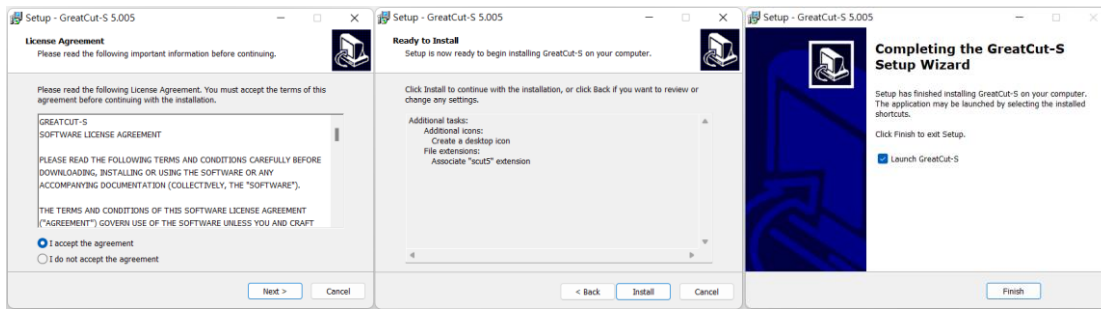 Setup - GreatCut-S 5.005
License Agreement
Please read the following important information before continuing.
Please read the following License Agreement. You must accept the terms of this
agreement before continuing with the installation.
GREATCUT-S
SOFTWARE LICENSE AGREEMENT
PLEASE READ THE FOLLOWING TERMS AND CONDITIONS CAREFULLY BEFORE
DOWNLOADING, INSTALLING OR USING THE SOFTWARE OR ANY
ACCOMPANYING DOCUMENTATION (COLLECTIVELY, THE "SOFTWARE").
THE TERMS AND CONDITIONS OF THIS SOFTWARE LICENSE AGREEMENT
("AGREEMENT") GOVERN USE OF THE SOFTWARE UNLESS YOU AND CRAFT
I accept the agreement
I do not accept the agreement
Next >
Cancel
Setup - GreatCut-S 5.005
Ready to Install
Setup is now ready to begin installing GreatCut-S on your computer.
Click Install to continue with the installation, or click Back if you want to review or
change any settings.
Additional tasks:
Additional icons:
Create a desktop icon
File extensions:
Associate "scut5" extension
< Back
Install
Cancel
Setup - GreatCut-S 5.005
Completing the GreatCut-S
Setup Wizard
Setup has finished installing GreatCut-S on your computer.
The application may be launched by selecting the installed
shortcuts.
Click Finish to exit Setup.
Launch GreatCut-S
Finish